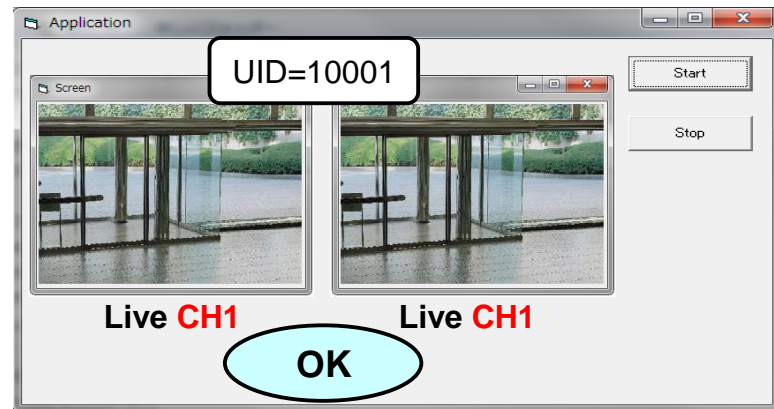 Application
UID=10001
Screen
Start
Stop
Live CH1
Live CH1
OK